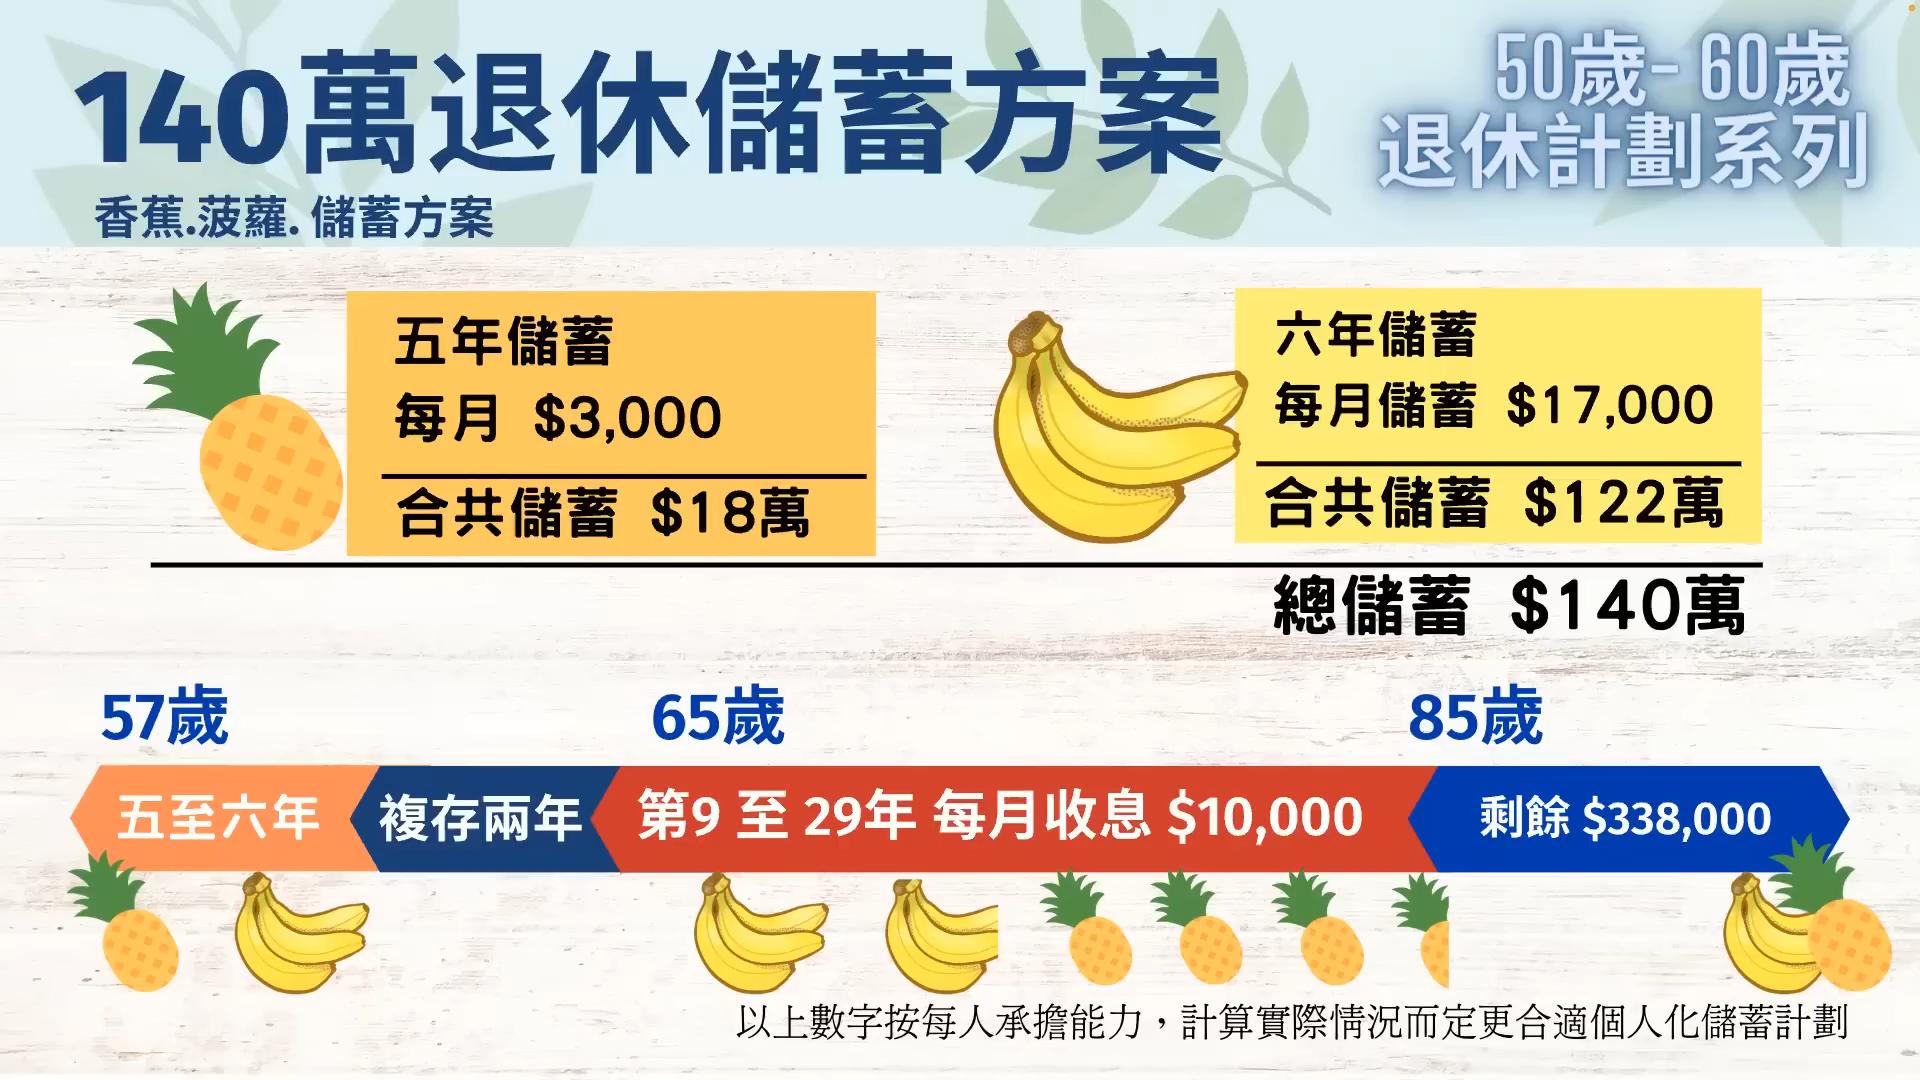 140萬退休儲蓄方案
香蕉.菠蘿. 儲蓄方案
50歲- 60歲
退休計劃系列
五年儲蓄
每月 $3,000
合共儲蓄 $18萬
六年儲蓄
每月儲蓄 $17,000
合共儲蓄 $122萬
總儲蓄 $140萬
57歲
65歲
85歲
五至六年
複存兩年
第9 至 29年 每月收息 $10,000
剩餘 $338,000
以上數字按每人承擔能力，計算實際情況而定更合適個人化儲蓄計劃